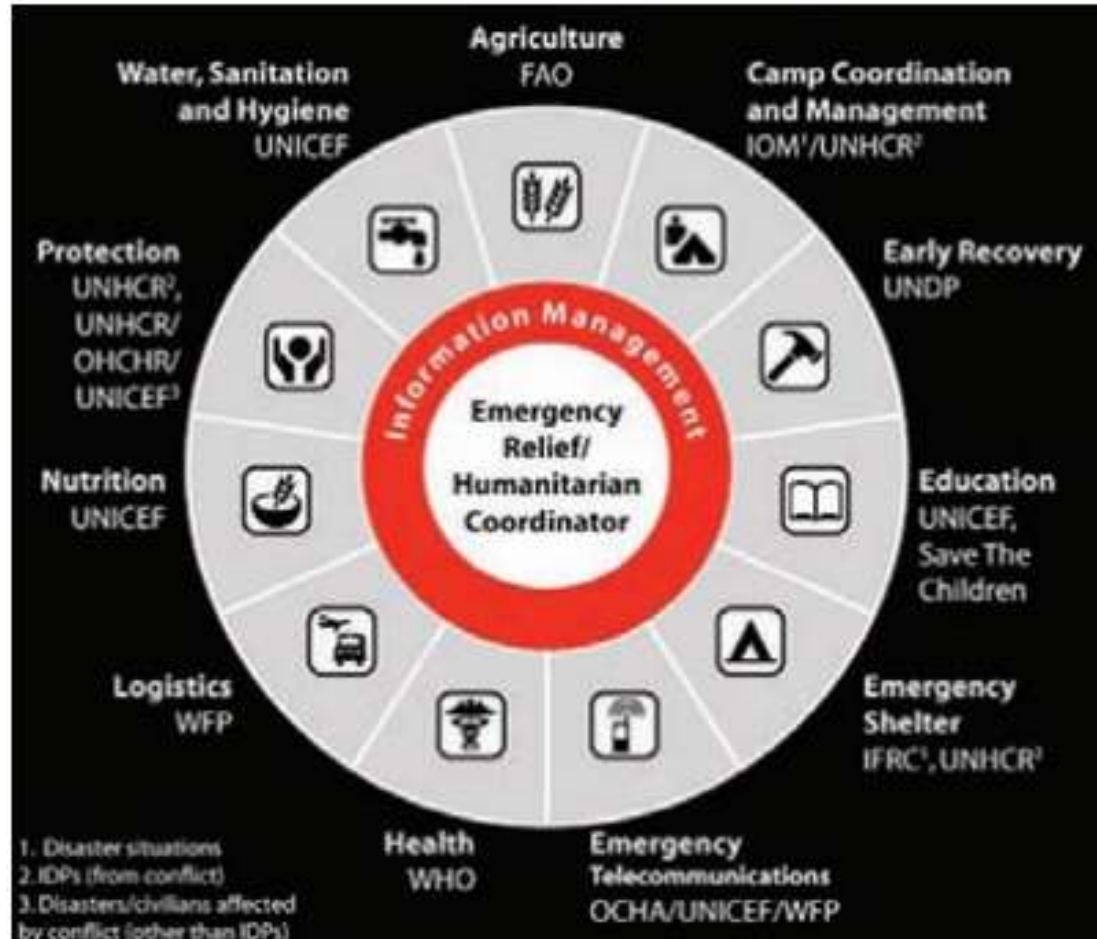 Agriculture
FAO
Camp Coordination
and Management
IOM¹/UNHCR²
Early Recovery
UNDP
Education
UNICEF,
Save The
Children
Emergency
Shelter
IFRC¹, UNHCR²
Emergency
Telecommunications
OCHA/UNICEF/WFP
Health
WHO
Logistics
WFP
Nutrition
UNICEF
Protection
UNHCR²,
UNHCR/
OHCHR/
UNICEF³
Water, Sanitation
and Hygiene
UNICEF
Information Management
Emergency
Relief/
Humanitarian
Coordinator
1. Disaster situations
2. IDPs (from conflict)
3. Disasters/civilians affected
by conflict (other than IDPs)